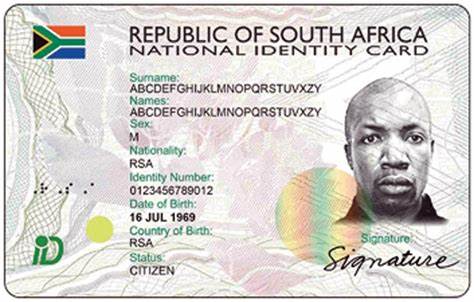 REPUBLIC OF SOUTH AFRICA
NATIONAL IDENTITY CARD
Surname:
ABCDEFGHIJKLMNOPQRSTUVXZY
Names:
ABCDEFGHIJKLMNOPQRSTUVXZY
Sex:
M
Nationality:
RSA
Identity Number:
0123456789012
Date of Birth:
16 JUL 1969
Country of Birth:
RSA
Status:
CITIZEN
Signature:
Signature
iD